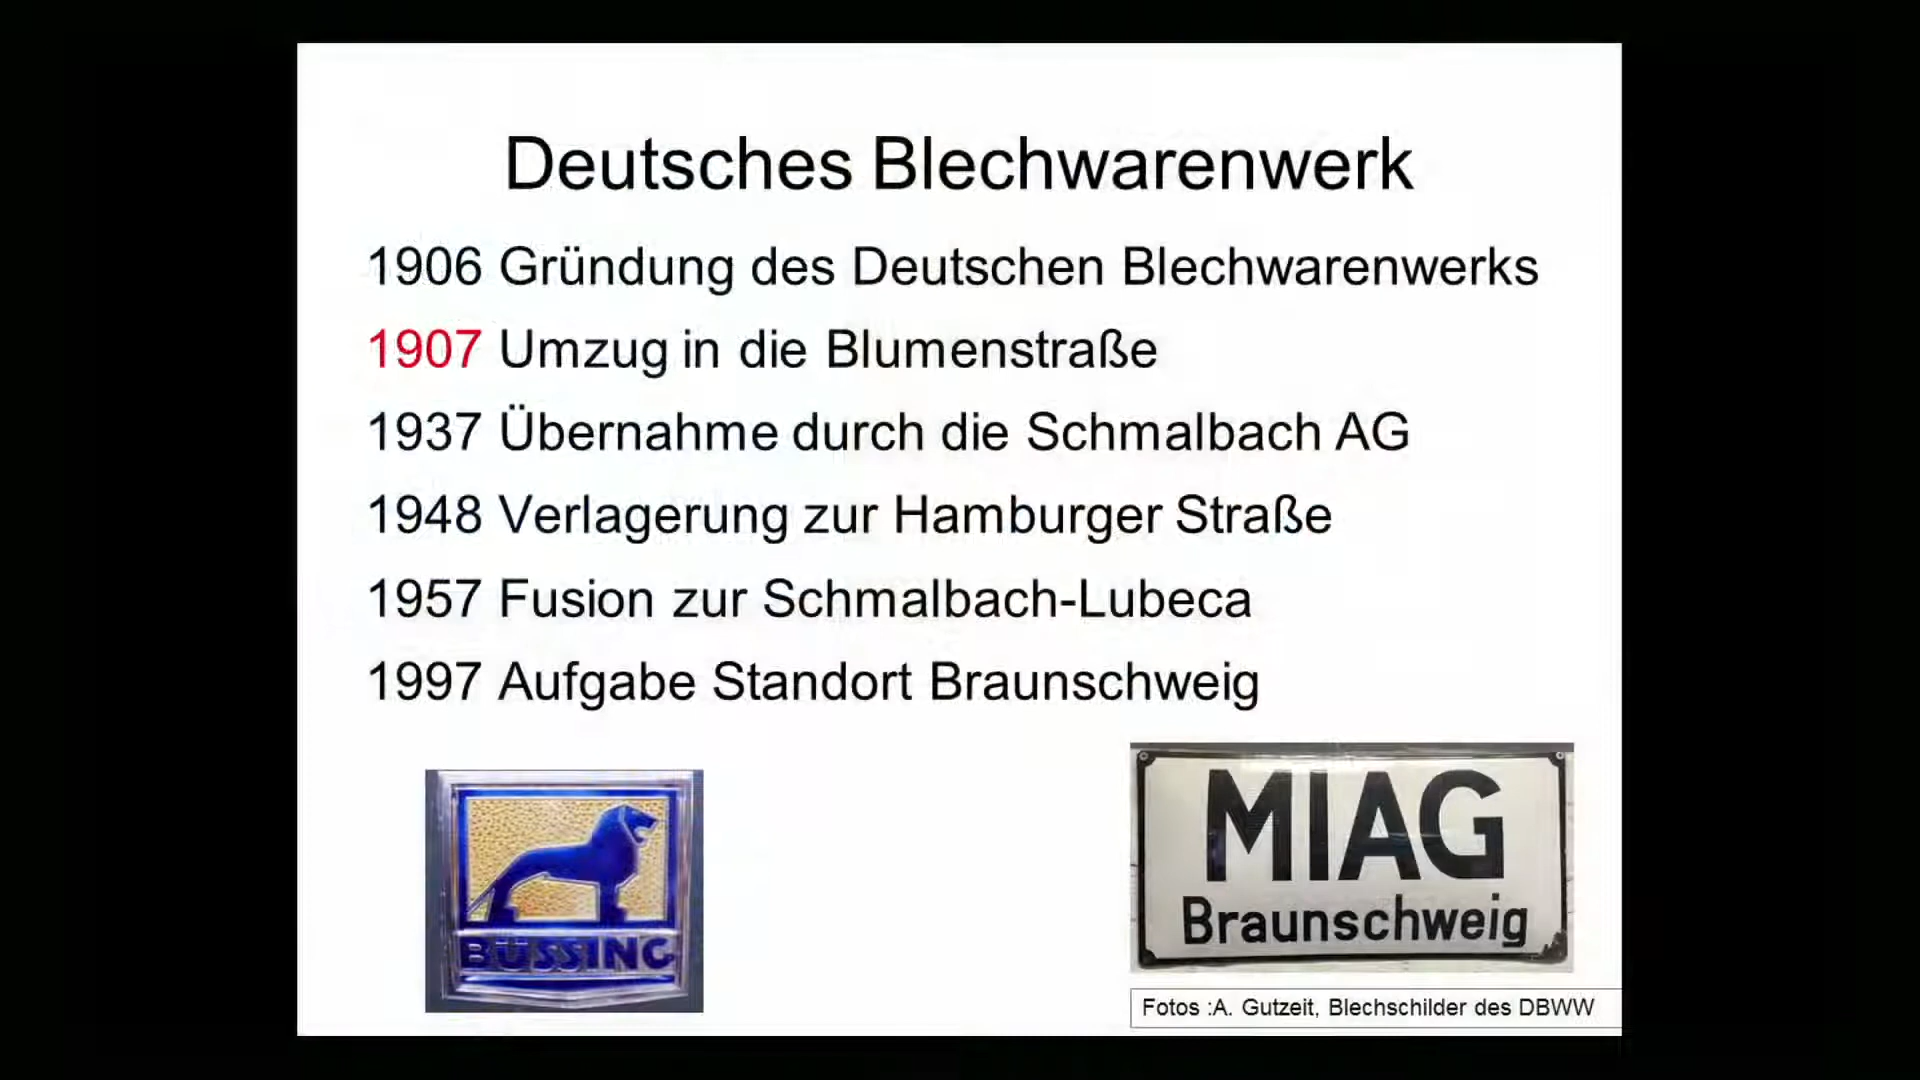 Deutsches Blechwarenwerk
1906 Gründung des Deutschen Blechwarenwerks
1907 Umzug in die Blumenstraße
1937 Übernahme durch die Schmalbach AG
1948 Verlagerung zur Hamburger Straße
1957 Fusion zur Schmalbach-Lubeca
1997 Aufgabe Standort Braunschweig
BÜSSING
MIAG
Braunschweig
Fotos :A. Gutzeit, Blechschilder des DBWW